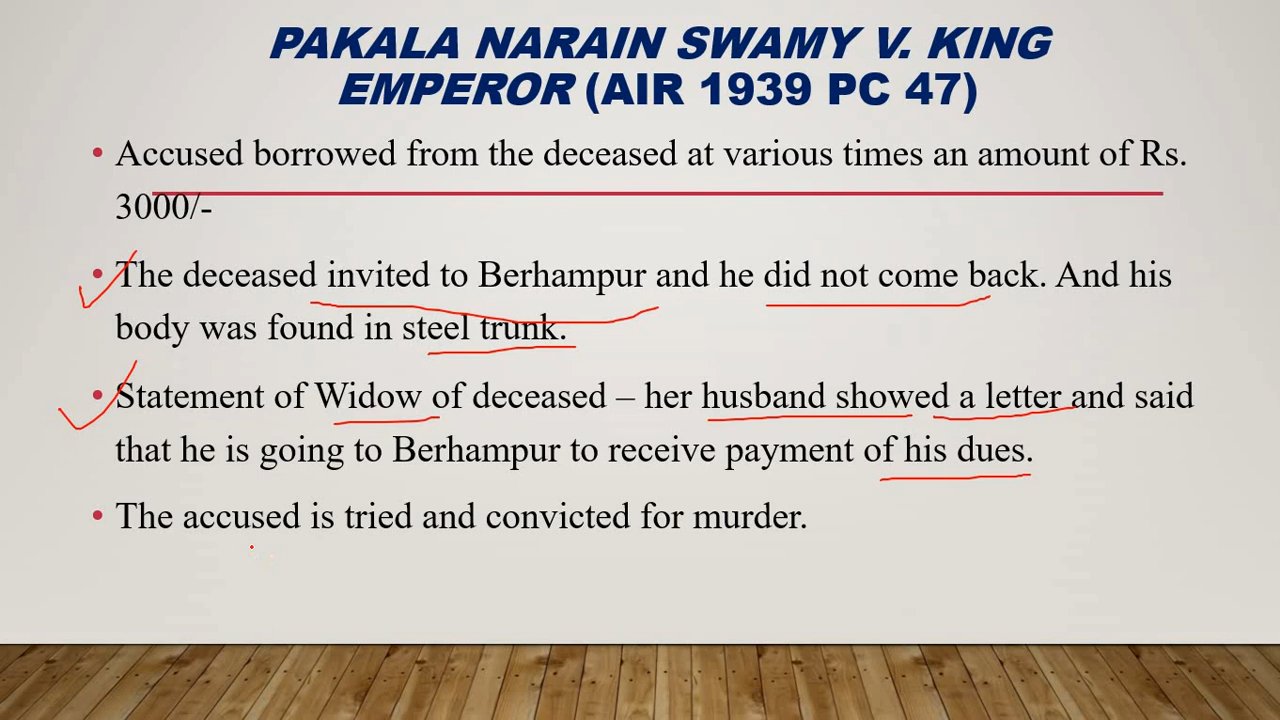 PAKALA NARAIN SWAMY V. KING
EMPEROR (AIR 1939 PC 47)
• Accused borrowed from the deceased at various times an amount of Rs.
3000/-
• The deceased invited to Berhampur and he did not come back. And his
body was found in steel trunk.
• Statement of Widow of deceased – her husband showed a letter and said
that he is going to Berhampur to receive payment of his dues.
• The accused is tried and convicted for murder.